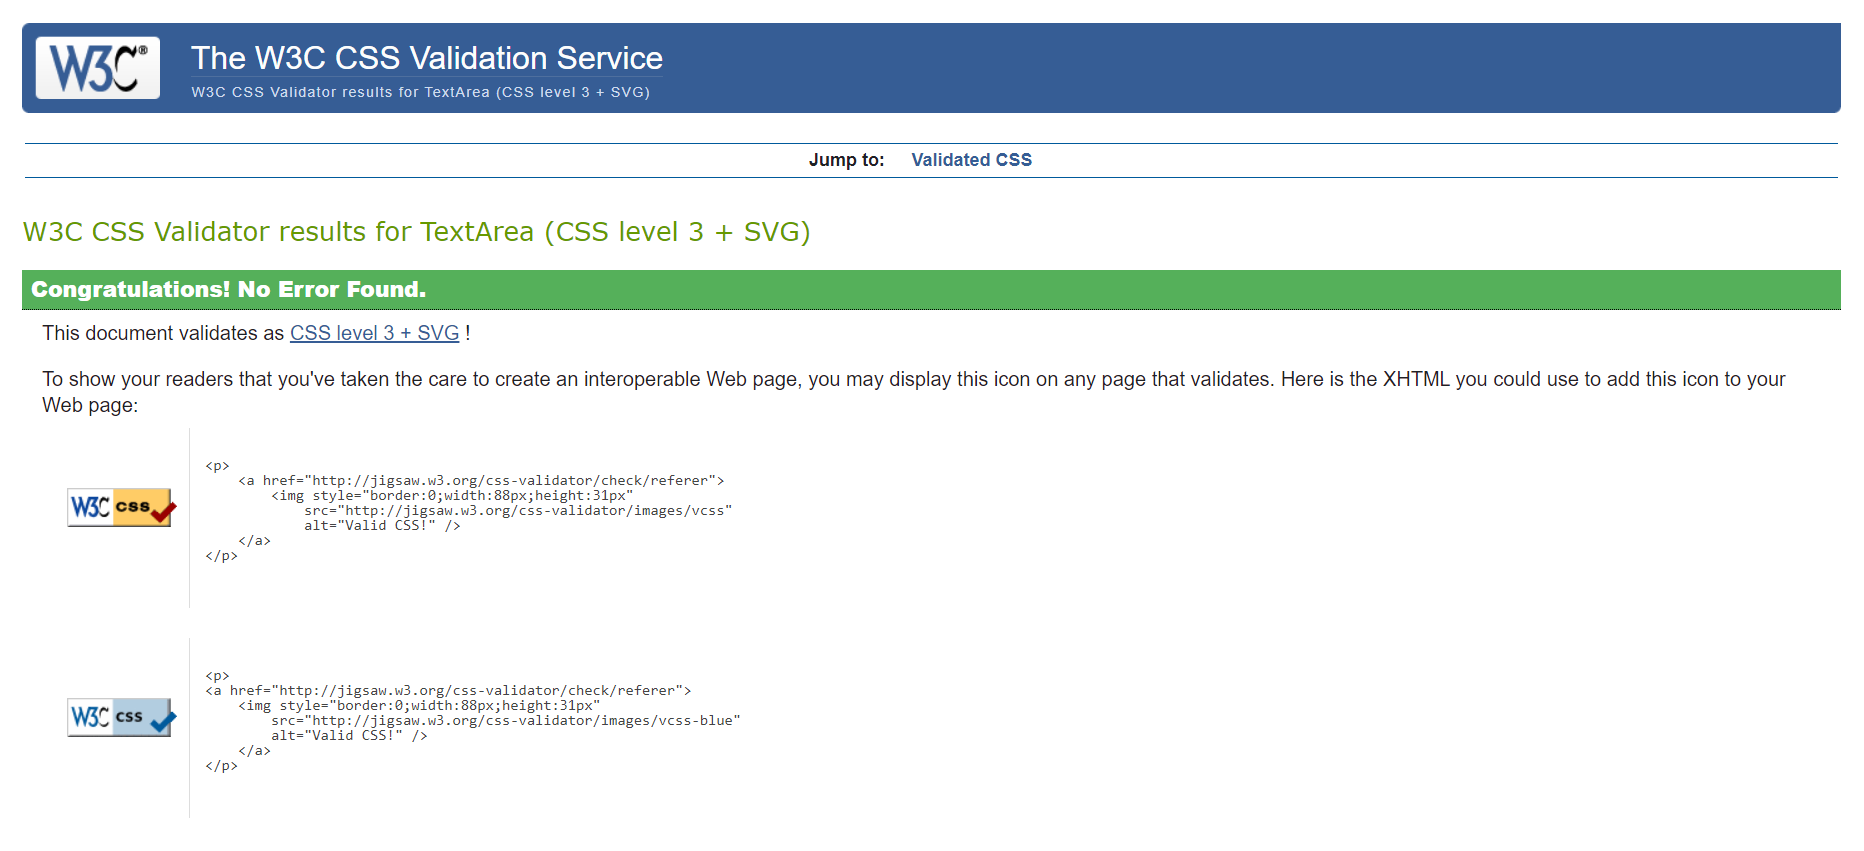 W3C®
The W3C CSS Validation Service
W3C CSS Validator results for TextArea (CSS level 3 + SVG)
Jump to: Validated CSS
W3C CSS Validator results for TextArea (CSS level 3 + SVG)
Congratulations! No Error Found.
This document validates as CSS level 3 + SVG !
To show your readers that you've taken the care to create an interoperable Web page, you may display this icon on any page that validates. Here is the XHTML you could use to add this icon to your
Web page:
W3C css
<p>
    <a href="http://jigsaw.w3.org/css-validator/check/referer">
        <img style="border:0;width:88px;height:31px"
            src="http://jigsaw.w3.org/css-validator/images/vcss"
            alt="Valid CSS!" />
    </a>
</p>
W3C css
<p>
<a href="http://jigsaw.w3.org/css-validator/check/referer">
    <img style="border:0;width:88px;height:31px"
        src="http://jigsaw.w3.org/css-validator/images/vcss-blue"
        alt="Valid CSS!" />
    </a>
</p>